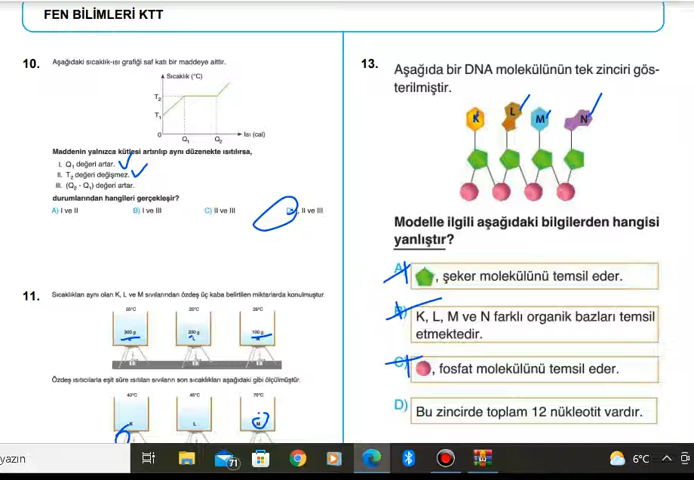 FEN BİLİMLERİ KTT
10.
Aşağıdaki sıcaklık-ısı grafiği saf katı bir maddeye aittir.
Sıcaklık (°C)
T₂
T₁
0
Q₁
Q₂
Isı (cal)
Maddenin yalnızca kütlesi artırılıp aynı düzenekte ısıtılırsa,
I. Q₁ değeri artar.
II. T₂ değeri değişmez.
III. (Q₂ - Q₁) değeri artar.
durumlarından hangileri gerçekleşir?
A) I ve II
B) I ve III
C) II ve III
II ve III
11.
Sıcaklıkları aynı olan K, L ve M sıvılarından özdeş üç kaba belirtilen miktarlarda konulmuştur.
300 g
200 g
100 g
Özdeş ısıtıcılarla eşit süre ısıtılan sıvıların son sıcaklıkları aşağıdaki gibi ölçülmüştür.
K
L
M
13.
Aşağıda bir DNA molekülünün tek zinciri gös-
terilmiştir.
K
L
M
N
Modelle ilgili aşağıdaki bilgilerden hangisi
yanlıştır?
A)
, şeker molekülünü temsil eder.
B)
K, L, M ve N farklı organik bazları temsil
etmektedir.
C)
, fosfat molekülünü temsil eder.
D)
Bu zincirde toplam 12 nükleotit vardır.
yazın
71
6°C